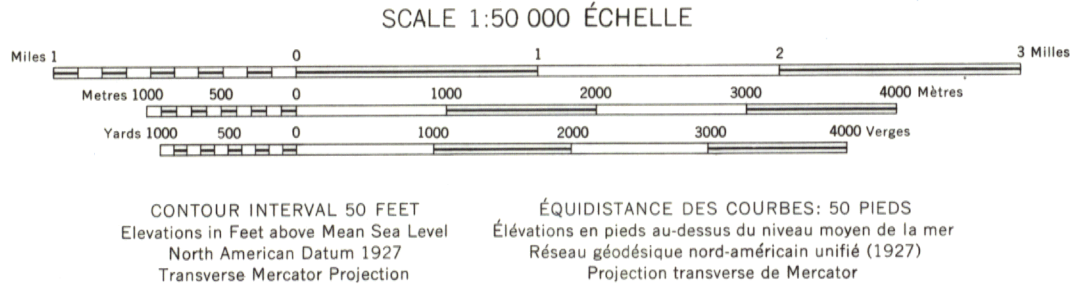 SCALE 1:50 000 ÉCHELLE
Miles 1 0 1 2 3 Milles
Metres 1000 500 0 1000 2000 3000 4000 Mètres
Yards 1000 500 0 1000 2000 3000 4000 Verges
CONTOUR INTERVAL 50 FEET
Elevations in Feet above Mean Sea Level
North American Datum 1927
Transverse Mercator Projection
ÉQUIDISTANCE DES COURBES: 50 PIEDS
Élévations en pieds au-dessus du niveau moyen de la mer
Réseau géodésique nord-américain unifié (1927)
Projection transverse de Mercator